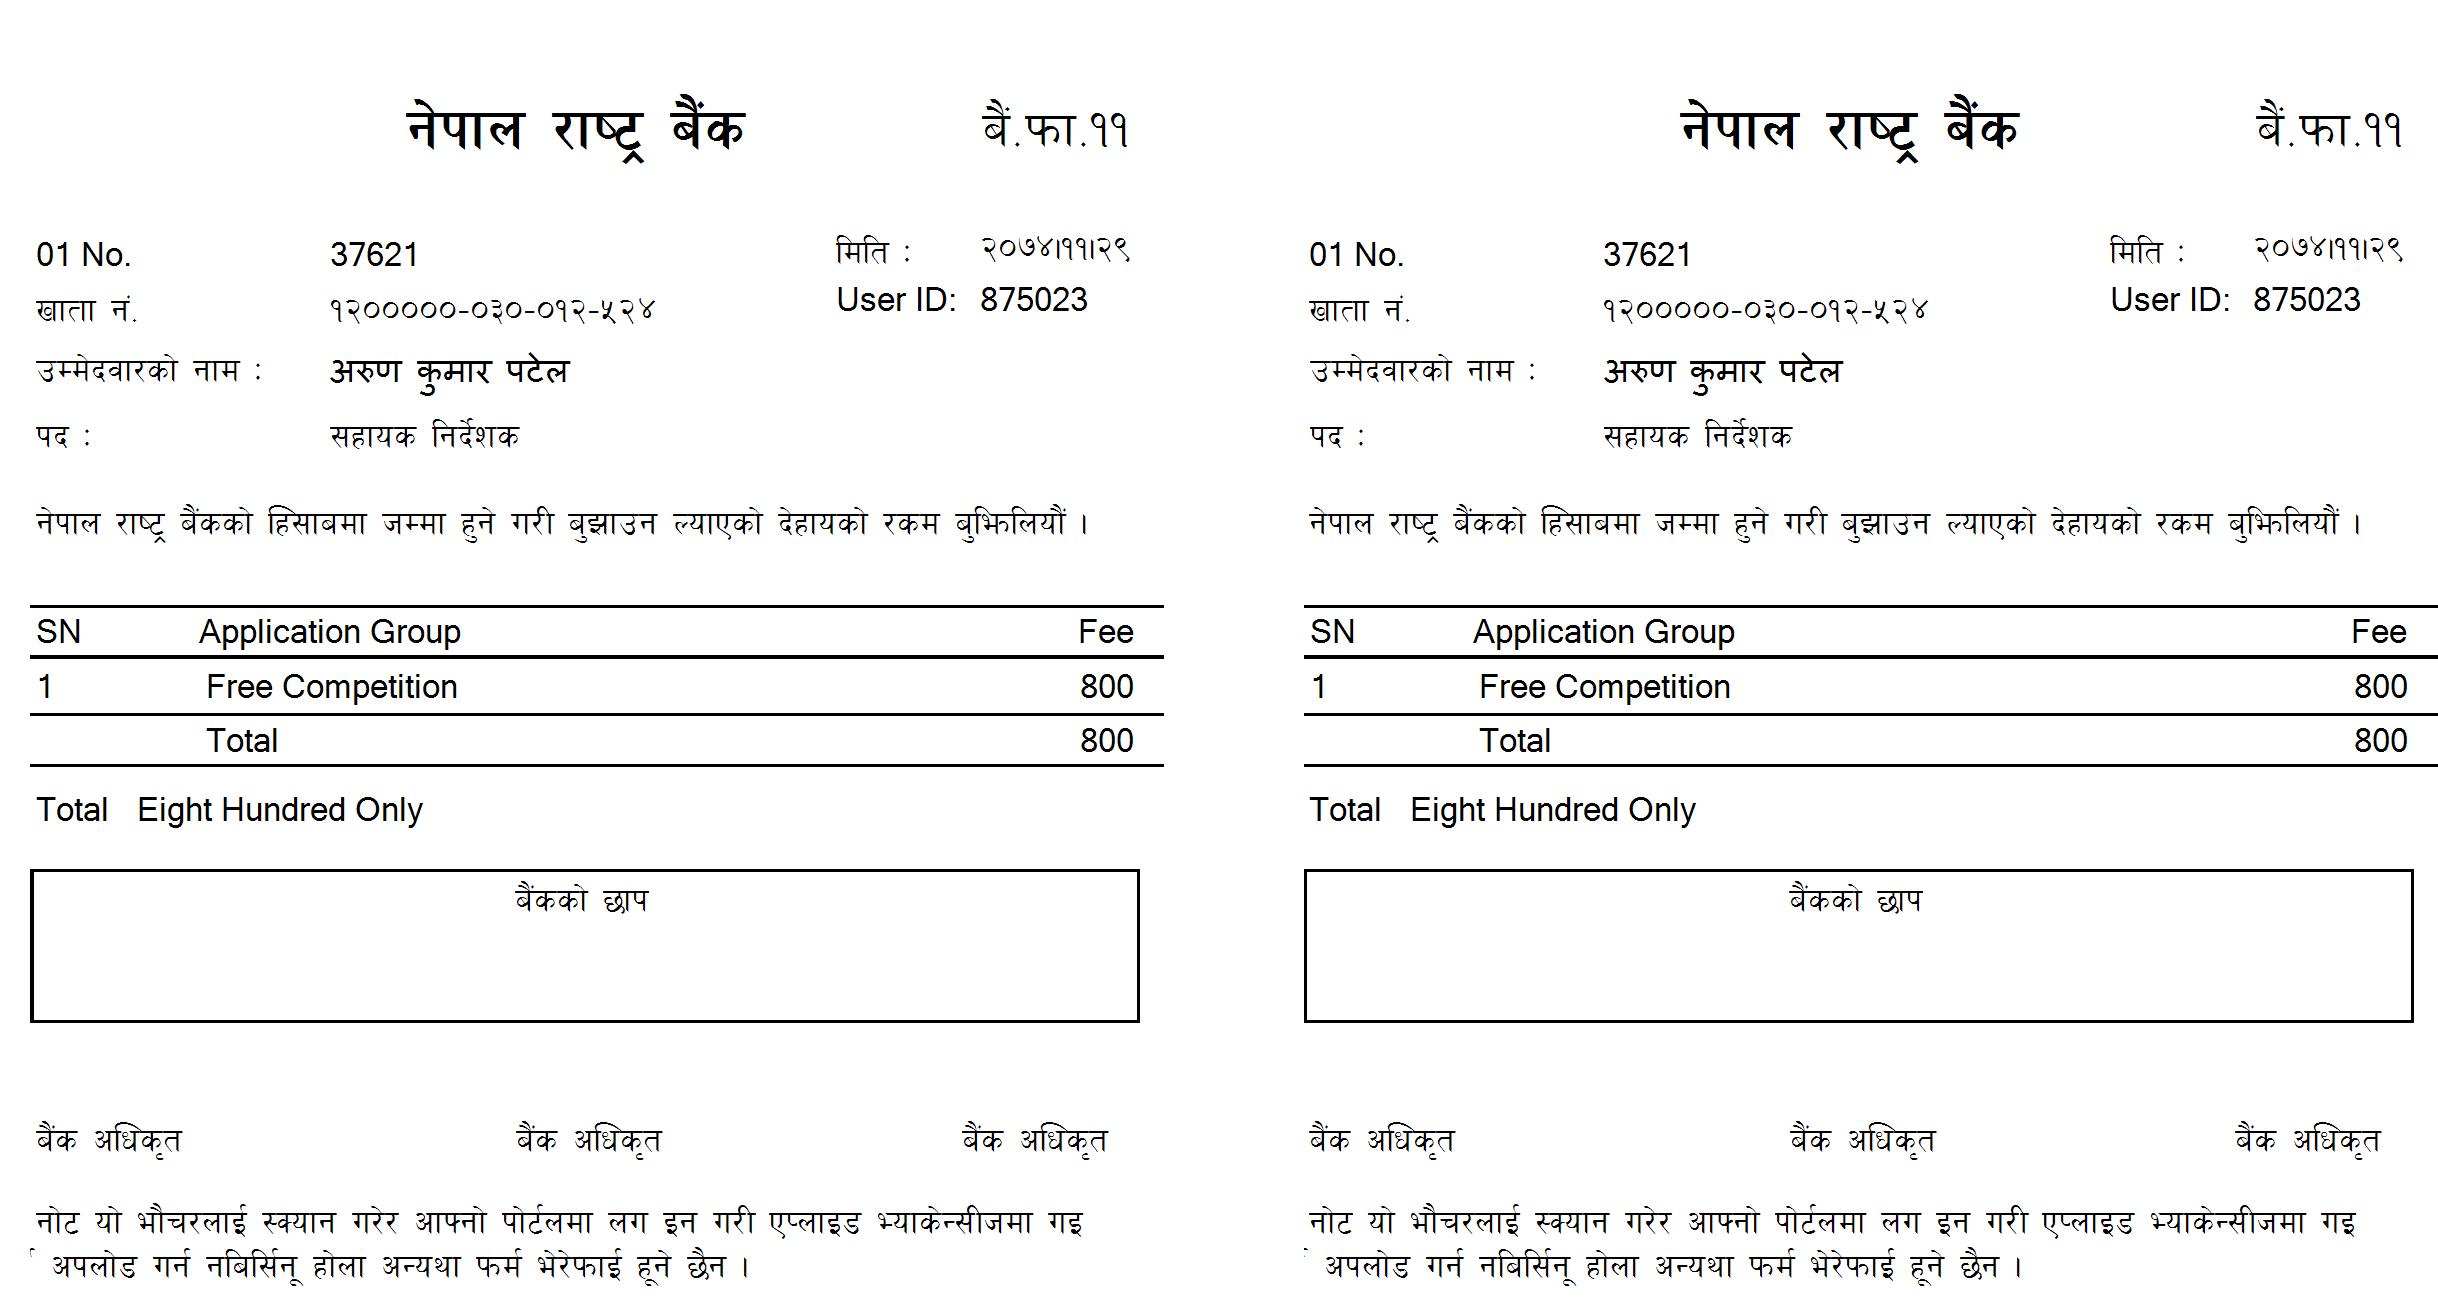 नेपाल राष्ट्र बैंक बैं.फा.११
01 No. 37621 मिति : २०७४।११।२९
खाता नं. १२०००००-०३०-०१२-५२४ User ID: 875023
उम्मेदवारको नाम : अरुण कुमार पटेल
पद : सहायक निर्देशक
नेपाल राष्ट्र बैंकको हिसाबमा जम्मा हुने गरी बुझाउन ल्याएको देहायको रकम बुझिलियौं ।
SN Application Group Fee
1 Free Competition 800
Total 800
Total Eight Hundred Only
बैंकको छाप
बैंक अधिकृत बैंक अधिकृत बैंक अधिकृत
नोट यो भौचरलाई स्क्यान गरेर आफ्नो पोर्टलमा लग इन गरी एप्लाइड भ्याकेन्सीजमा गइ
अपलोड गर्न नबिर्सिनू होला अन्यथा फर्म भेरेफाई हूने छैन ।
नेपाल राष्ट्र बैंक बैं.फा.११
01 No. 37621 मिति : २०७४।११।२९
खाता नं. १२०००००-०३०-०१२-५२४ User ID: 875023
उम्मेदवारको नाम : अरुण कुमार पटेल
पद : सहायक निर्देशक
नेपाल राष्ट्र बैंकको हिसाबमा जम्मा हुने गरी बुझाउन ल्याएको देहायको रकम बुझिलियौं ।
SN Application Group Fee
1 Free Competition 800
Total 800
Total Eight Hundred Only
बैंकको छाप
बैंक अधिकृत बैंक अधिकृत बैंक अधिकृत
नोट यो भौचरलाई स्क्यान गरेर आफ्नो पोर्टलमा लग इन गरी एप्लाइड भ्याकेन्सीजमा गइ
अपलोड गर्न नबिर्सिनू होला अन्यथा फर्म भेरेफाई हूने छैन ।